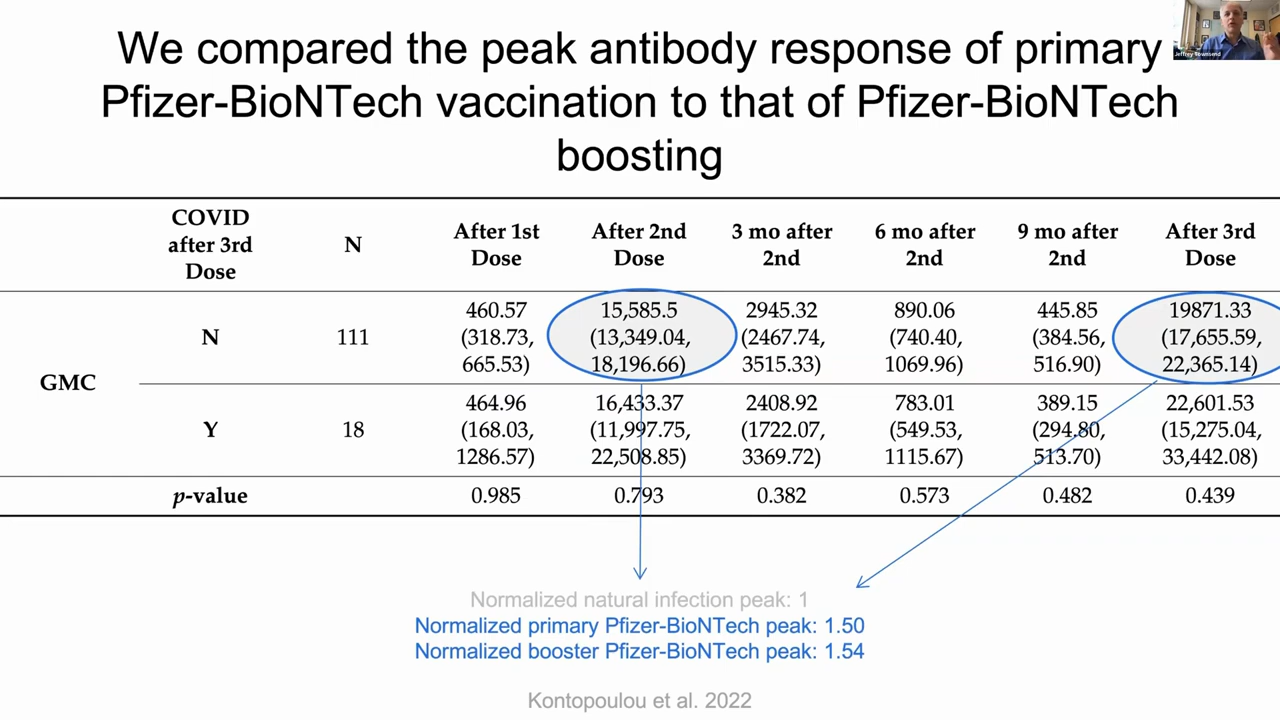 We compared the peak antibody response of primary
Pfizer-BioNTech vaccination to that of Pfizer-BioNTech
boosting
Jeffrey Townsend
COVID after 3rd Dose N After 1st Dose After 2nd Dose 3 mo after 2nd 6 mo after 2nd 9 mo after 2nd After 3rd Dose
GMC
N 111 460.57 (318.73, 665.53) 15,585.5 (13,349.04, 18,196.66) 2945.32 (2467.74, 3515.33) 890.06 (740.40, 1069.96) 445.85 (384.56, 516.90) 19871.33 (17,655.59, 22,365.14)
Y 18 464.96 (168.03, 1286.57) 16,433.37 (11,997.75, 22,508.85) 2408.92 (1722.07, 3369.72) 783.01 (549.53, 1115.67) 389.15 (294.80, 513.70) 22,601.53 (15,275.04, 33,442.08)
p-value 0.985 0.793 0.382 0.573 0.482 0.439
Normalized natural infection peak: 1
Normalized primary Pfizer-BioNTech peak: 1.50
Normalized booster Pfizer-BioNTech peak: 1.54
Kontopoulou et al. 2022